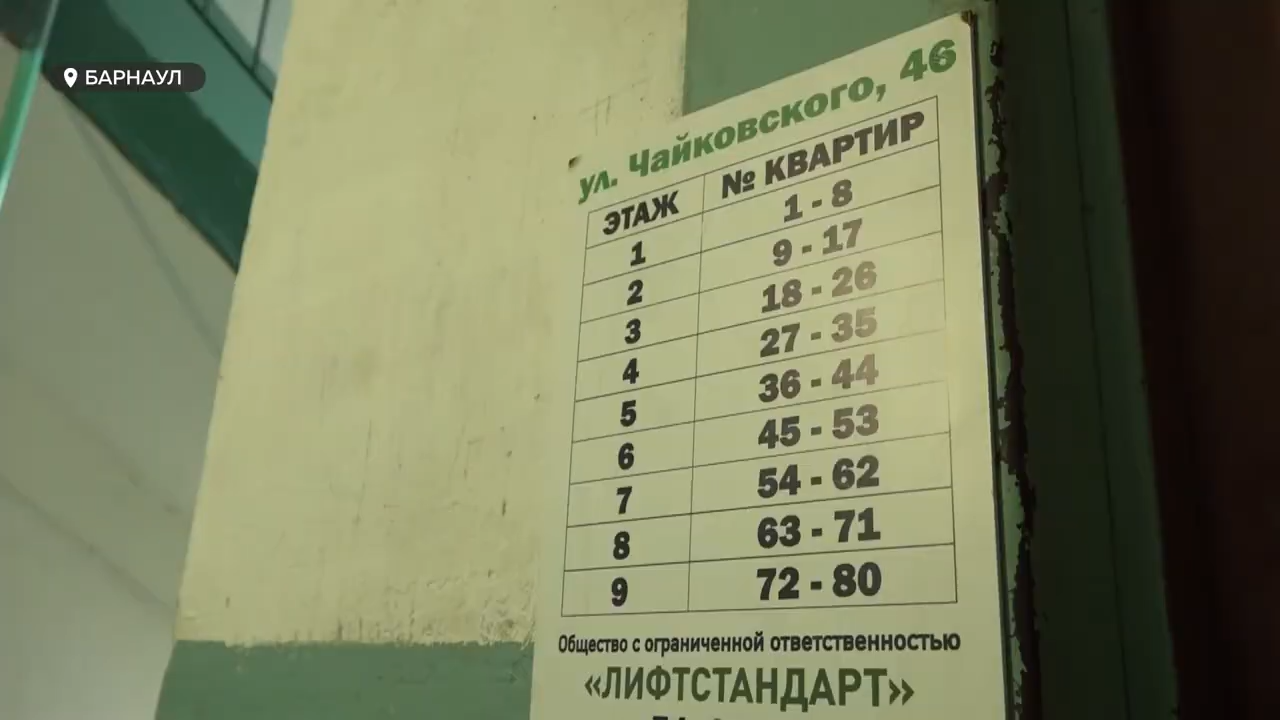 БАРНАУЛ
ул. Чайковского, 46
ЭТАЖ № КВАРТИР
1 1 - 8
2 9 - 17
3 18 - 26
4 27 - 35
5 36 - 44
6 45 - 53
7 54 - 62
8 63 - 71
9 72 - 80
Общество с ограниченной ответственностью
«ЛИФТСТАНДАРТ»